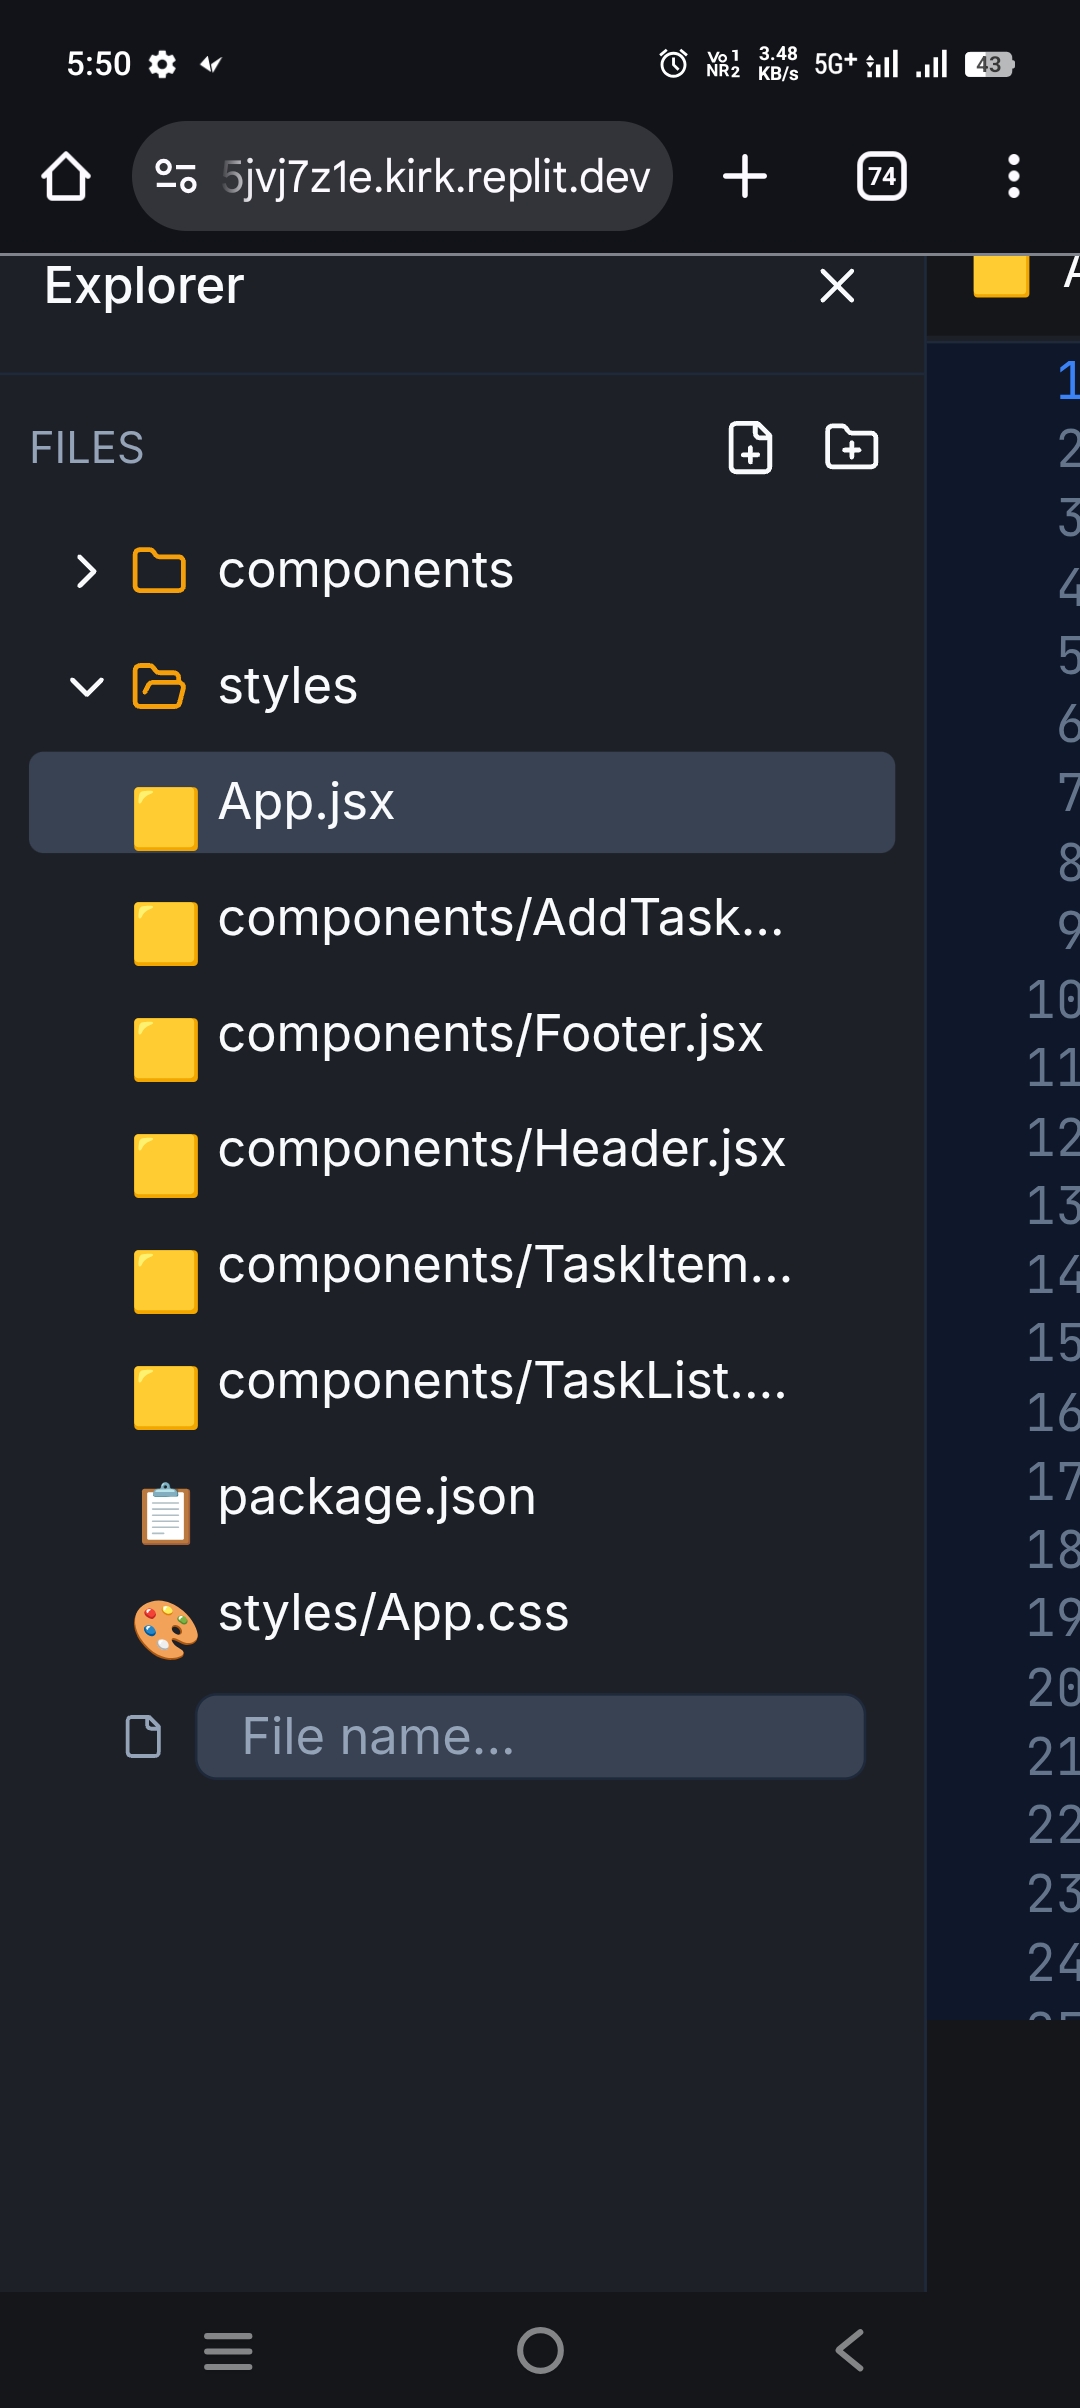 5:50
Vo 1
NR2
3.48
KB/s
5G+
43
5jvj7z1e.kirk.replit.dev
74
Explorer
FILES
components
styles
App.jsx
components/AddTask...
components/Footer.jsx
components/Header.jsx
components/TaskItem...
components/TaskList....
package.json
styles/App.css
File name...
1
2
3
4
5
6
7
8
9
10
11
12
13
14
15
16
17
18
19
20
21
22
23
24